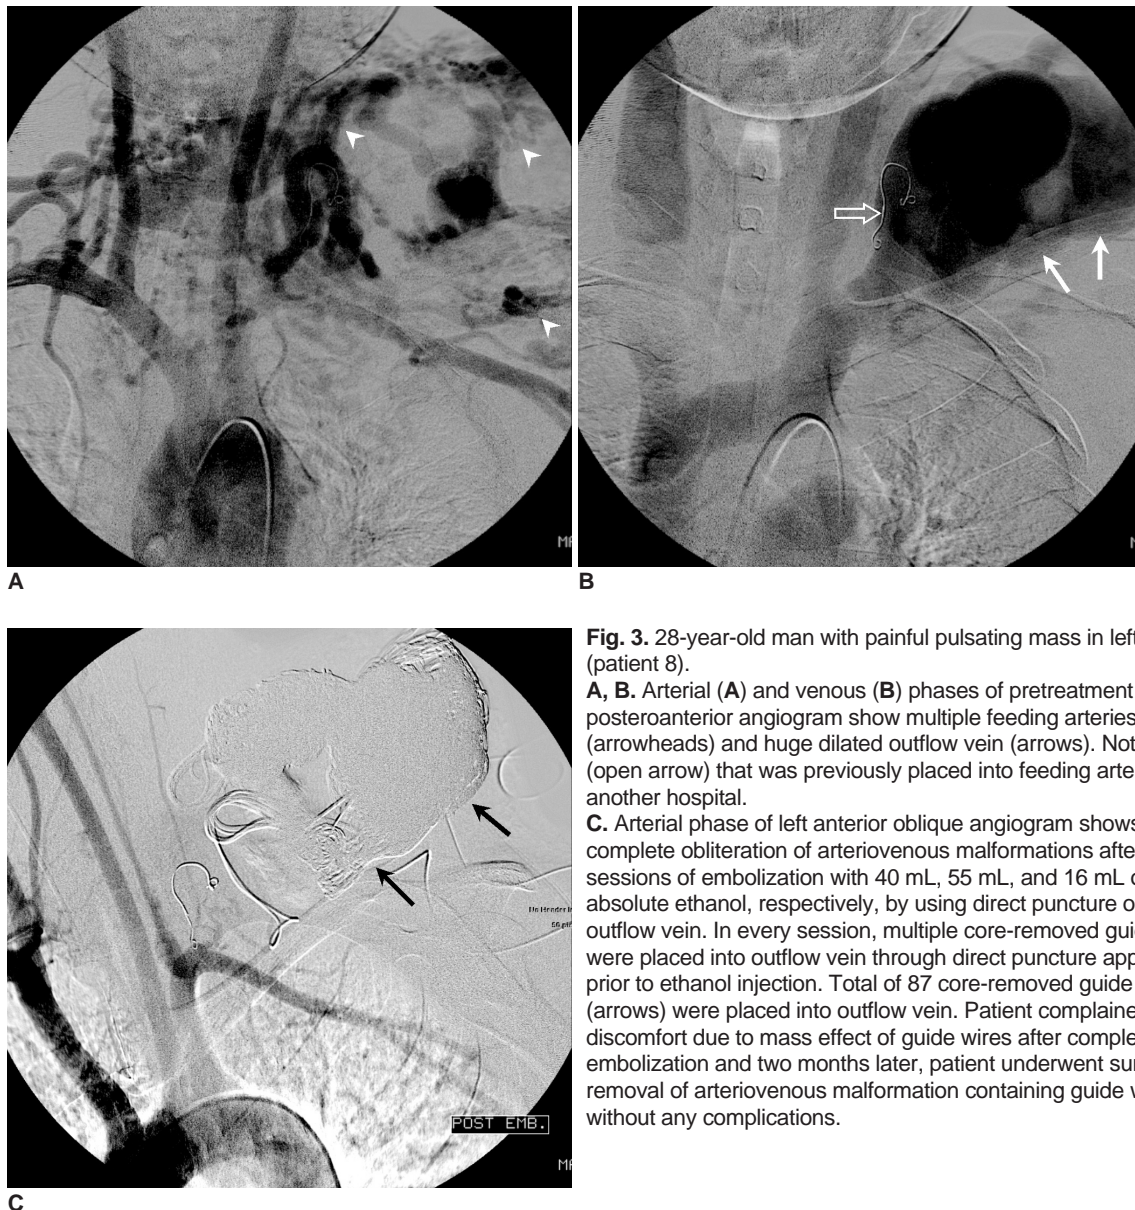 MA
A
M
B
Fig. 3. 28-year-old man with painful pulsating mass in left
(patient 8).
A, B. Arterial (A) and venous (B) phases of pretreatment
posteroanterior angiogram show multiple feeding arteries
(arrowheads) and huge dilated outflow vein (arrows). Not
(open arrow) that was previously placed into feeding arte
another hospital.
C. Arterial phase of left anterior oblique angiogram shows
complete obliteration of arteriovenous malformations afte
sessions of embolization with 40 mL, 55 mL, and 16 mL o
absolute ethanol, respectively, by using direct puncture o
outflow vein. In every session, multiple core-removed guid
were placed into outflow vein through direct puncture app
prior to ethanol injection. Total of 87 core-removed guide
(arrows) were placed into outflow vein. Patient complaine
discomfort due to mass effect of guide wires after comple
embolization and two months later, patient underwent sur
removal of arteriovenous malformation containing guide w
without any complications.
POST EMB.
MA
C